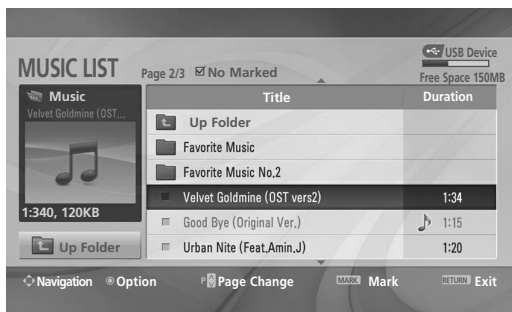 USB Device
MUSIC LIST Page 2/3 No Marked
Free Space 150MB
Music
Velvet Goldmine (OST...
1:340, 120KB
Up Folder
Title Duration
Up Folder
Favorite Music
Favorite Music No.2
Velvet Goldmine (OST vers2) 1:34
Good Bye (Original Ver.) 1:15
Urban Nite (Feat.Amin.J) 1:20
Navigation Option P Page Change MARK Mark RETURN Exit